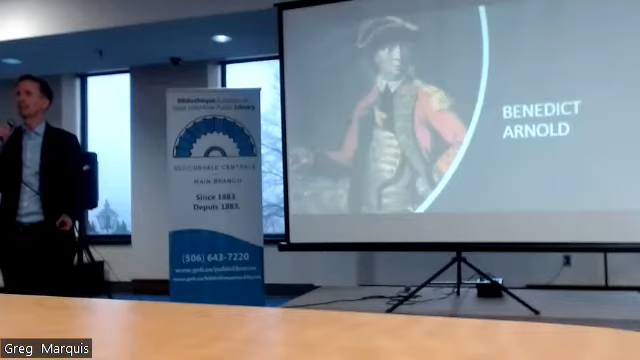 Bibliothèque
Public Library
SUCCURSALE CENTRALE
MAIN BRANCH
Since 1883
Depuis 1883.
(506) 643-7220
BENEDICT
ARNOLD
Greg Marquis